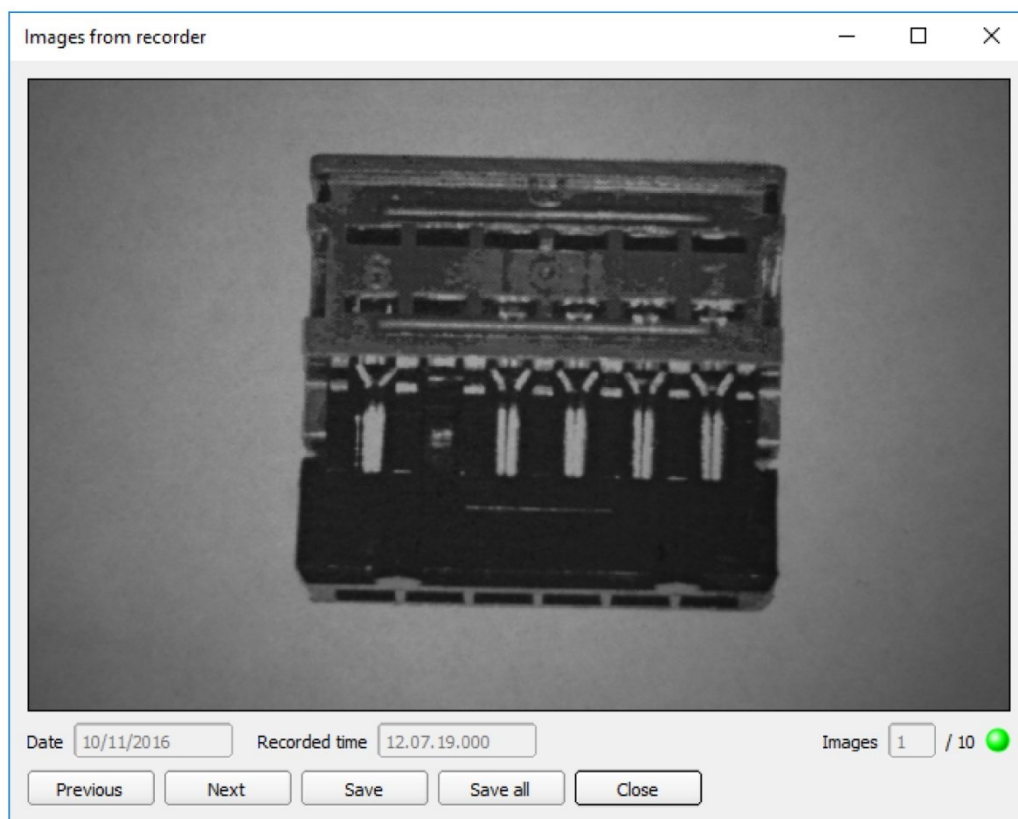 Images from recorder
Date 10/11/2016 Recorded time 12.07.19.000 Images 1 / 10
Previous Next Save Save all Close